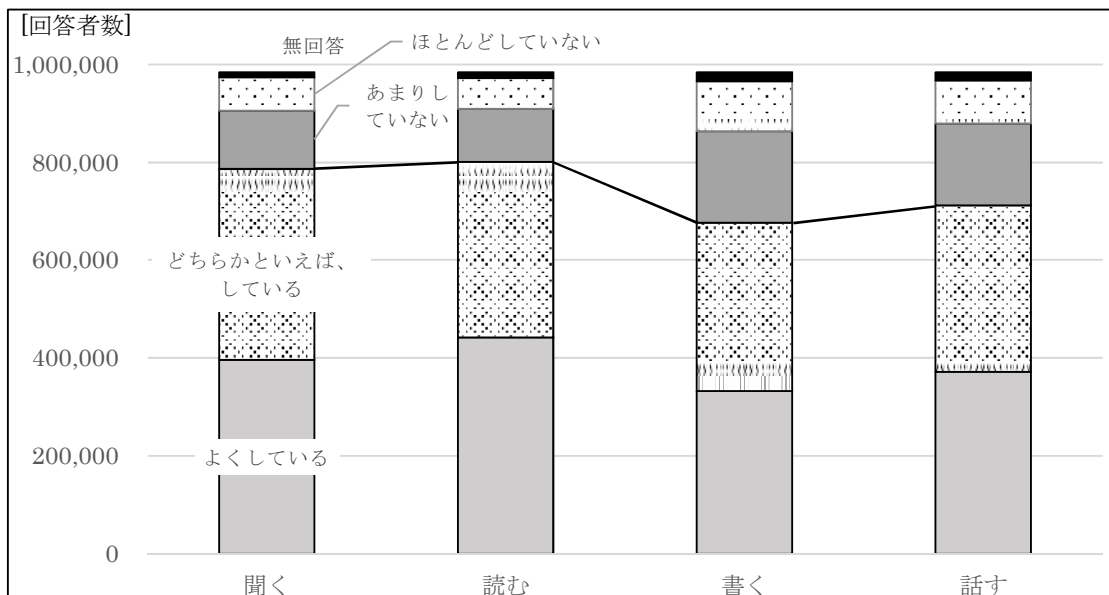 [回答者数]
1,000,000
800,000
600,000
400,000
200,000
0
無回答
ほとんどしていない
あまりし
ていない
どちらかといえば、
している
よくしている
聞く
読む
書く
話す